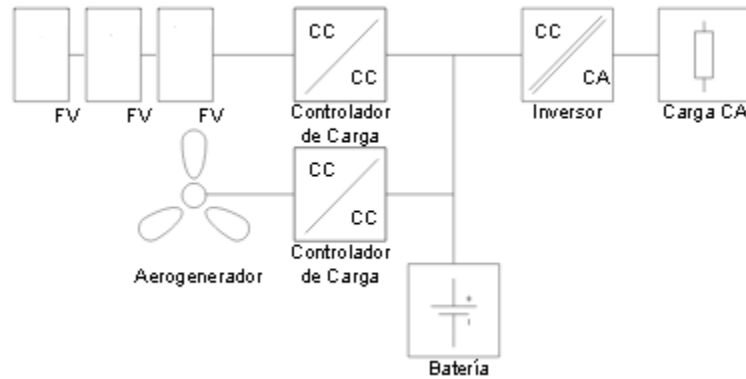 CC
CC
CC
CA
FV
FV
FV
Controlador
de Carga
Inversor
Carga CA
CC
CC
Aerogenerador
Controlador
de Carga
+
Batería